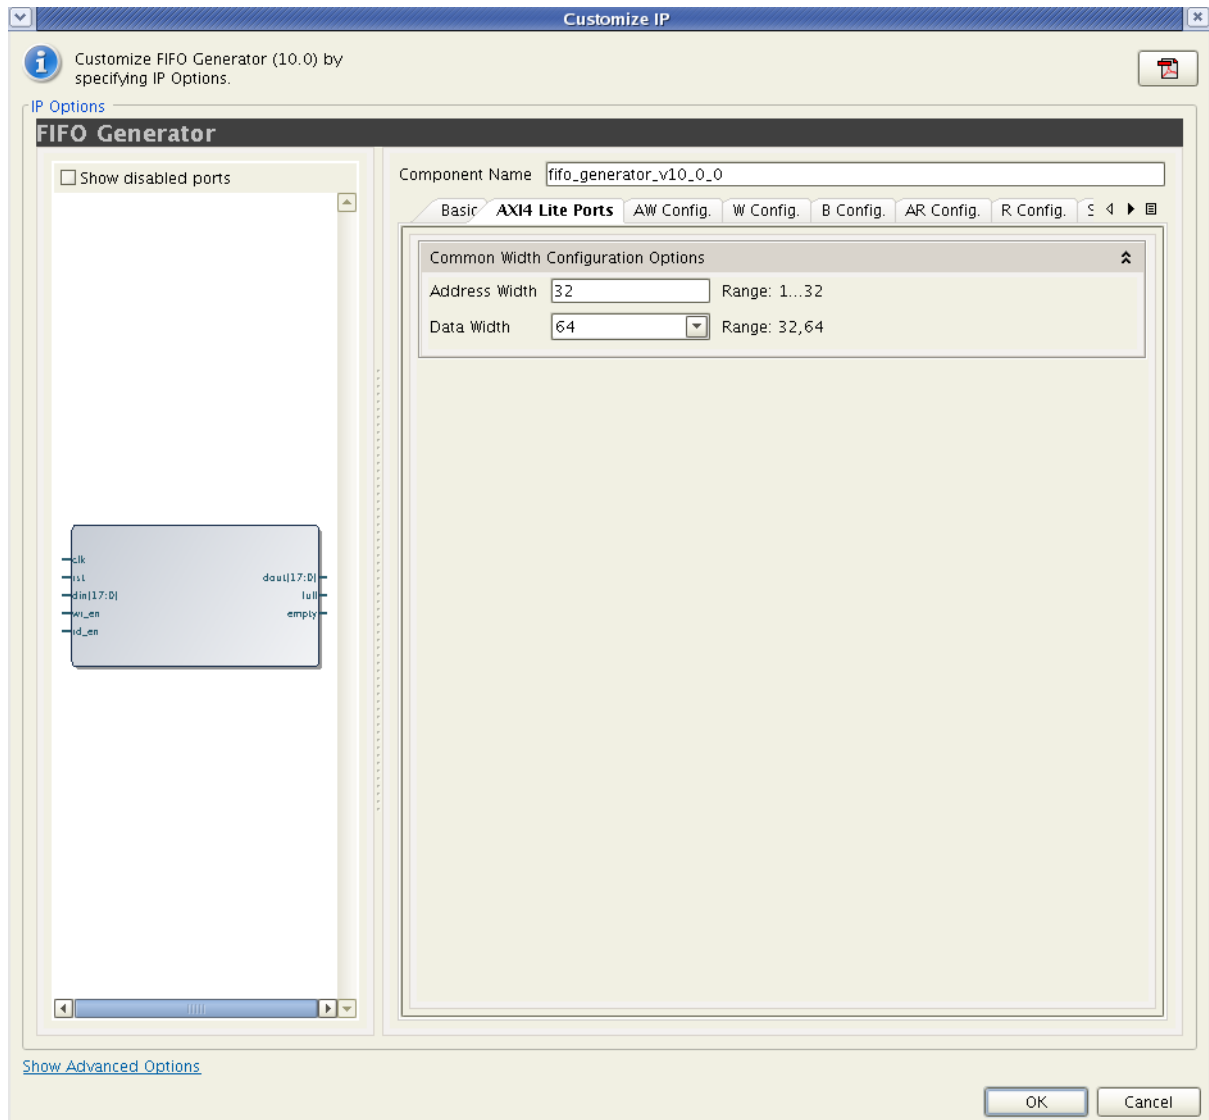 Customize IP
Customize FIFO Generator (10.0) by
specifying IP Options.
IP Options
FIFO Generator
Show disabled ports
clk
rst
din[17:0]
wr_en
rd_en
dout[17:0]
full
empty
Component Name fifo_generator_v10_0_0
Basic AXI4 Lite Ports AW Config. W Config. B Config. AR Config. R Config. S
Common Width Configuration Options
Address Width 32 Range: 1...32
Data Width 64 Range: 32,64
Show Advanced Options
OK Cancel